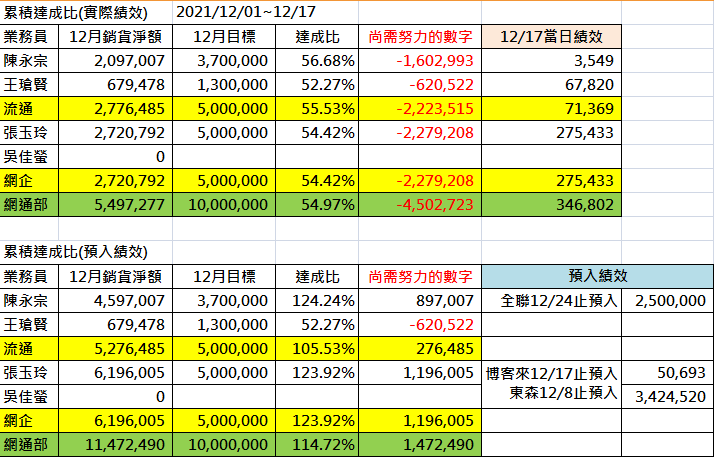 累積達成比(實際績效) 2021/12/01~12/17
業務員 12月銷貨淨額 12月目標 達成比 尚需努力的數字 12/17當日績效
陳永宗 2,097,007 3,700,000 56.68% -1,602,993 3,549
王瑲賢 679,478 1,300,000 52.27% -620,522 67,820
流通 2,776,485 5,000,000 55.53% -2,223,515 71,369
張玉玲 2,720,792 5,000,000 54.42% -2,279,208 275,433
吳佳螢 0
網企 2,720,792 5,000,000 54.42% -2,279,208 275,433
網通部 5,497,277 10,000,000 54.97% -4,502,723 346,802
累積達成比(預入績效)
業務員 12月銷貨淨額 12月目標 達成比 尚需努力的數字 預入績效
陳永宗 4,597,007 3,700,000 124.24% 897,007 全聯12/24止預入 2,500,000
王瑲賢 679,478 1,300,000 52.27% -620,522
流通 5,276,485 5,000,000 105.53% 276,485
張玉玲 6,196,005 5,000,000 123.92% 1,196,005 博客來12/17止預入 50,693
吳佳螢 0 東森12/8止預入 3,424,520
網企 6,196,005 5,000,000 123.92% 1,196,005
網通部 11,472,490 10,000,000 114.72% 1,472,490